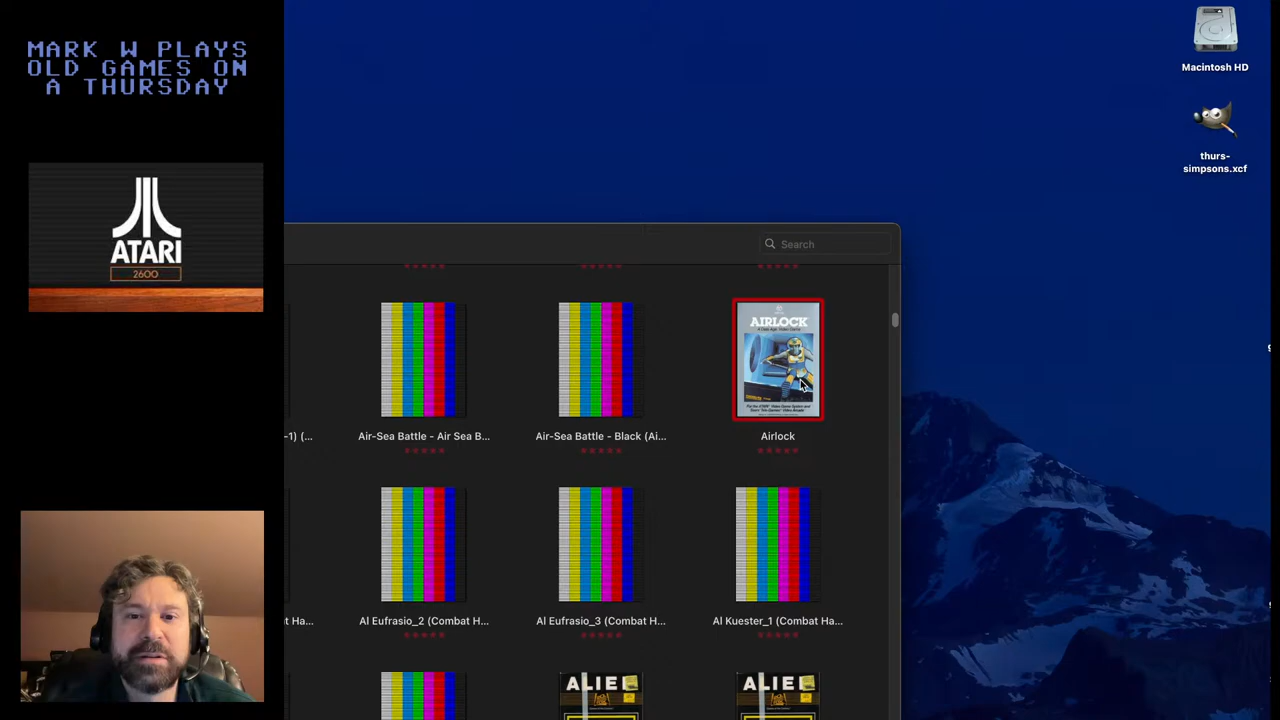 MARK W PLAYS
OLD GAMES ON
A THURSDAY
ATARI
2600
Macintosh HD
thurs-
simpsons.xcf
Search
AIRLOCK
-1) (...
Air-Sea Battle - Air Sea B...
Air-Sea Battle - Black (Ai...
Airlock
t Ha...
Al Eufrasio_2 (Combat H...
Al Eufrasio_3 (Combat H...
Al Kuester_1 (Combat Ha...
ALIEN
ALIEN